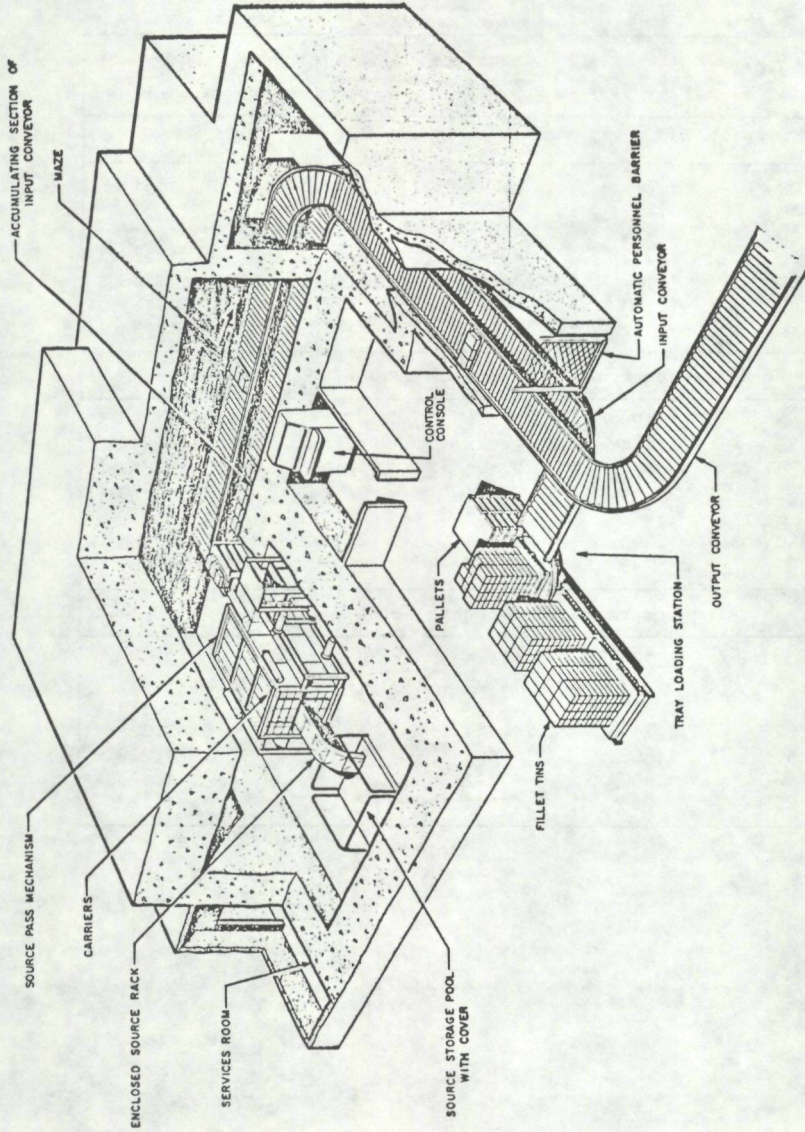 SOURCE PASS MECHANISM
CARRIERS
ENCLOSED SOURCE RACK
SERVICES ROOM
SOURCE STORAGE POOL
WITH COVER
ACCUMULATING SECTION OF
INPUT CONVEYOR
MAZE
CONTROL
CONSOLE
PALLETS
FILLET TINS
TRAY LOADING STATION
OUTPUT CONVEYOR
INPUT CONVEYOR
AUTOMATIC PERSONNEL BARRIER